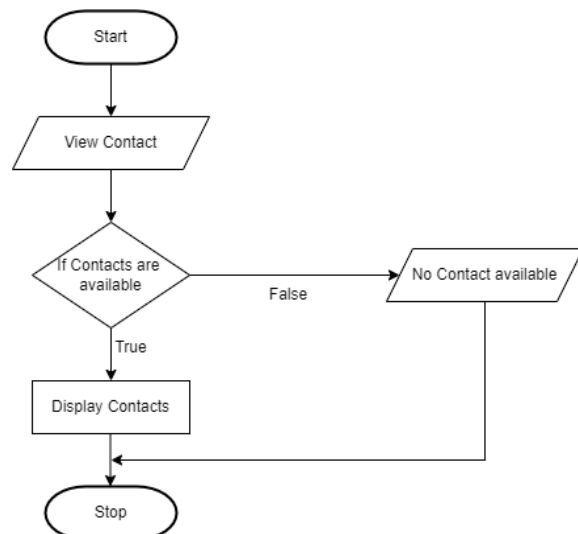 Start
View Contact
If Contacts are
available
No Contact available
False
True
Display Contacts
Stop